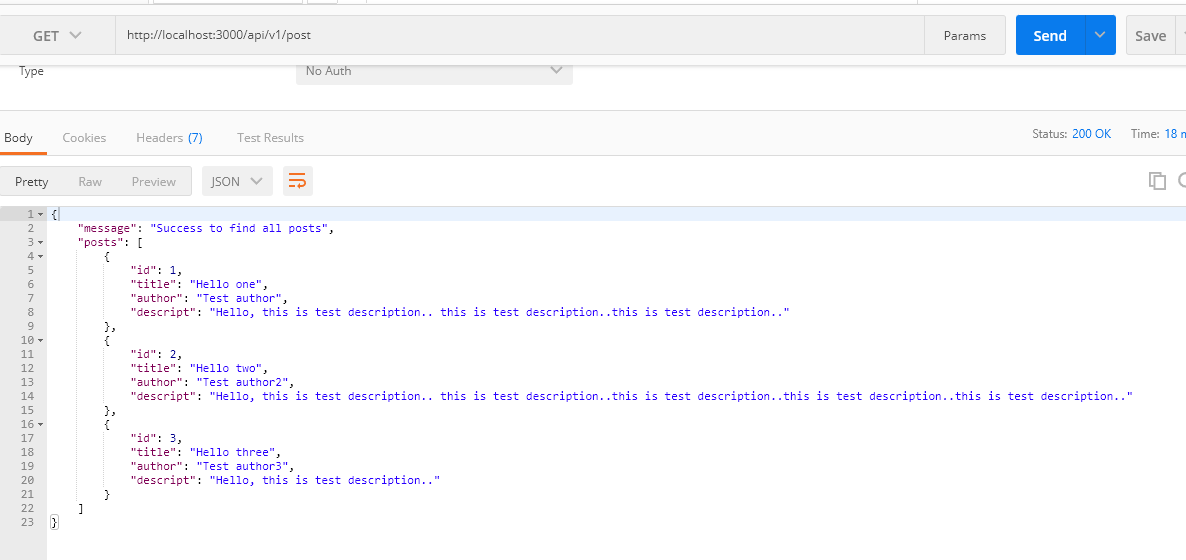 GET http://localhost:3000/api/v1/post Params Send Save
Type No Auth
Body Cookies Headers (7) Test Results Status: 200 OK Time: 18 m
Pretty Raw Preview JSON
1 {
2 "message": "Success to find all posts",
3 "posts": [
4 {
5 "id": 1,
6 "title": "Hello one",
7 "author": "Test author",
8 "descript": "Hello, this is test description.. this is test description..this is test description.."
9 },
10 {
11 "id": 2,
12 "title": "Hello two",
13 "author": "Test author2",
14 "descript": "Hello, this is test description.. this is test description..this is test description..this is test description..this is test description.."
15 },
16 {
17 "id": 3,
18 "title": "Hello three",
19 "author": "Test author3",
20 "descript": "Hello, this is test description.."
21 }
22 ]
23 }